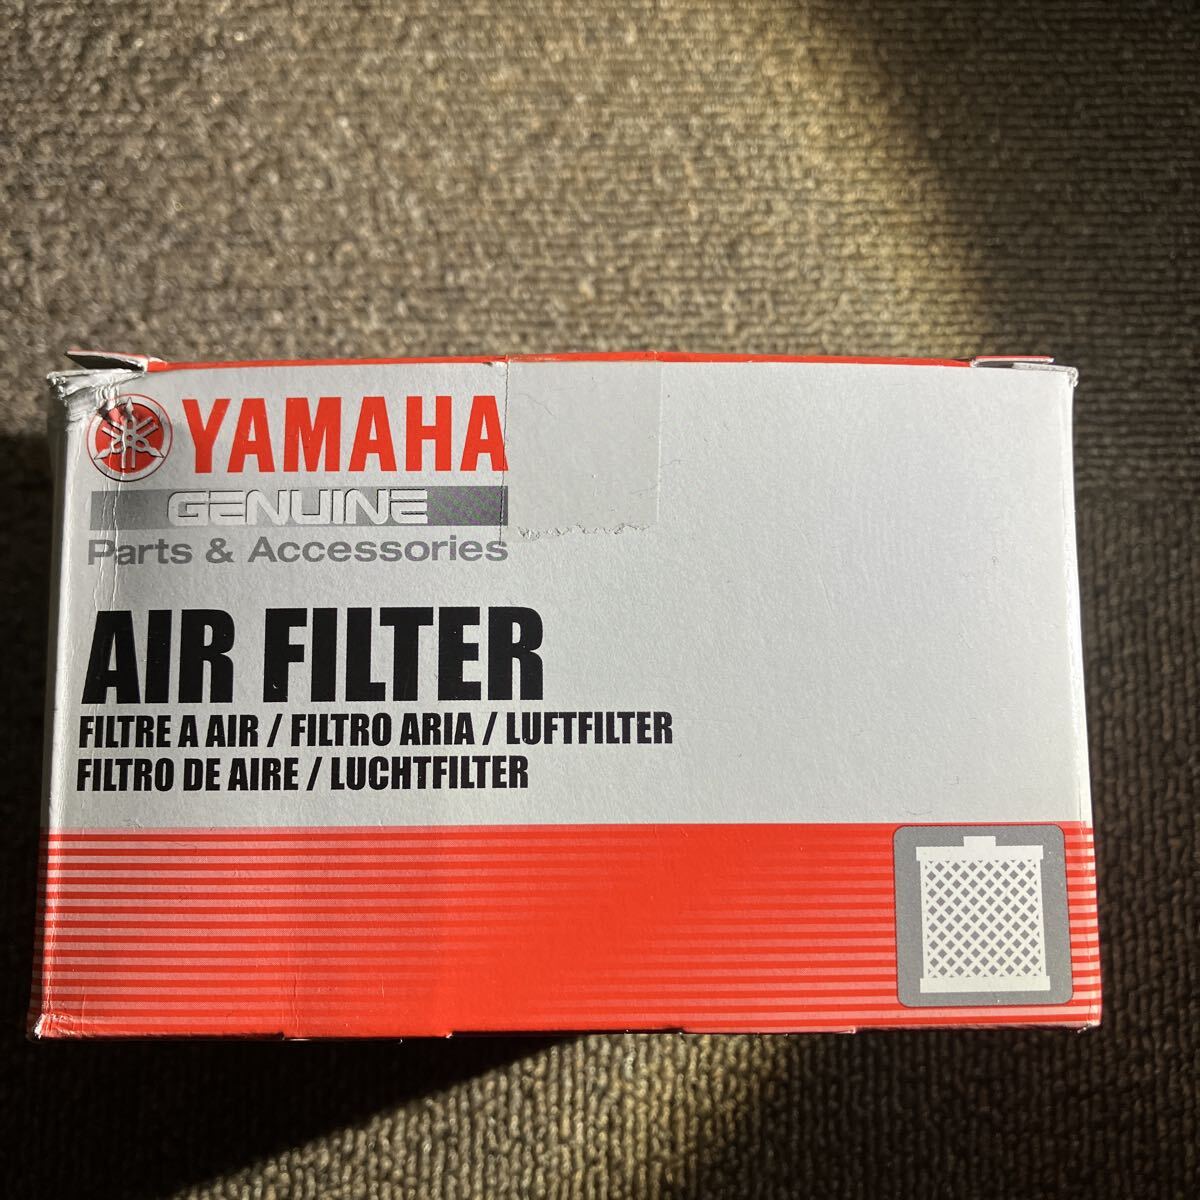 YAMAHA
GENUINE
Parts & Accessories
AIR FILTER
FILTRE A AIR / FILTRO ARIA / LUFTFILTER
FILTRO DE AIRE / LUCHTFILTER